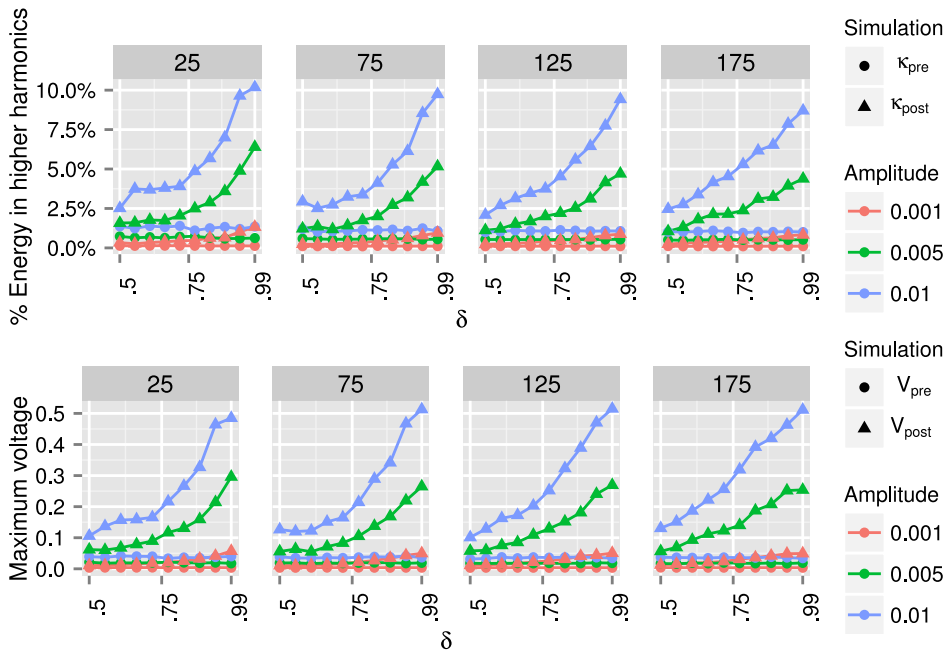 % Energy in higher harmonics
25 75 125 175
10.0%
7.5%
5.0%
2.5%
0.0%
.5 .75 .99 .5 .75 .99 .5 .75 .99 .5 .75 .99
δ
Simulation
κpre
κpost
Amplitude
0.001
0.005
0.01
Maximum voltage
25 75 125 175
0.5
0.4
0.3
0.2
0.1
0.0
.5 .75 .99 .5 .75 .99 .5 .75 .99 .5 .75 .99
δ
Simulation
Vpre
Vpost
Amplitude
0.001
0.005
0.01